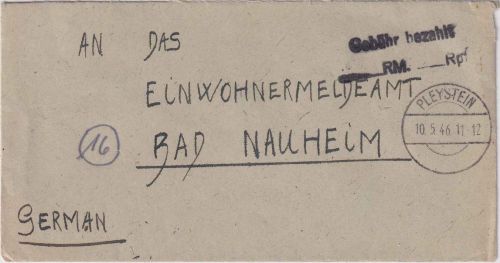 AN DAS
Gebühr bezahlt
RM. Rpf
EINWOHNERMELDEAMT
PLEYSTEIN
10.5.46.11-12
16
BAD NAUHEIM
GERMAN